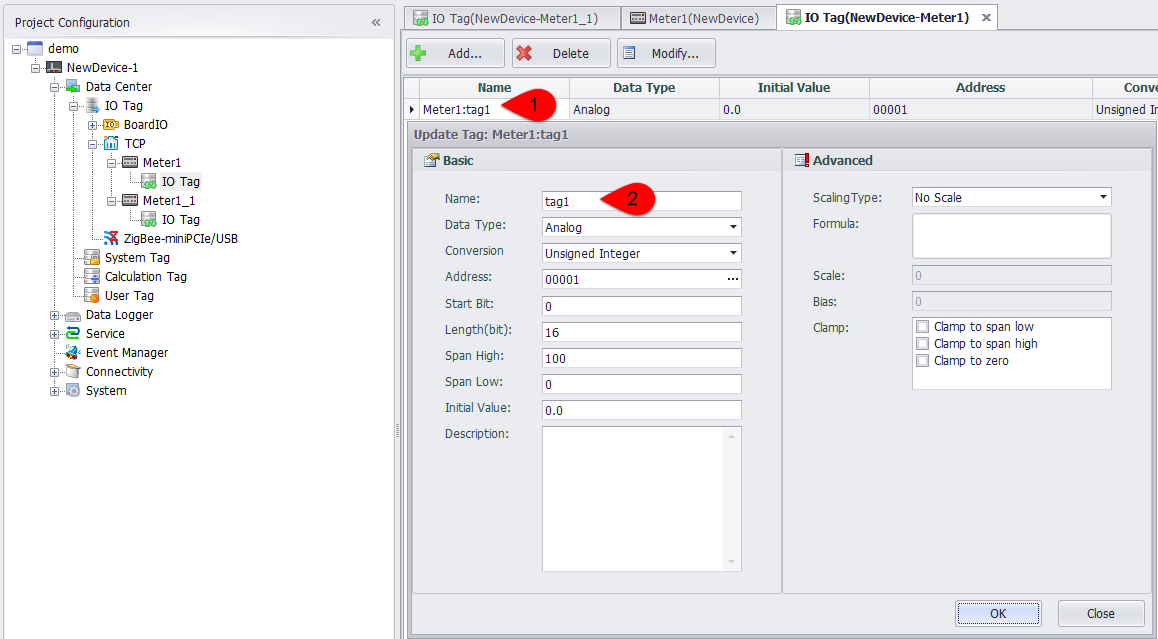 Project Configuration «
demo
NewDevice-1
Data Center
IO Tag
BoardIO
TCP
Meter1
IO Tag
Meter1_1
IO Tag
ZigBee-miniPCIe/USB
System Tag
Calculation Tag
User Tag
Data Logger
Service
Event Manager
Connectivity
System
IO Tag(NewDevice-Meter1_1) Meter1(NewDevice) IO Tag(NewDevice-Meter1)
Add... Delete Modify...
Name Data Type Initial Value Address Conve
Meter1:tag1 1 Analog 0.0 00001 Unsigned In
Update Tag: Meter1:tag1
Basic
Name: tag1 2
Data Type: Analog
Conversion Unsigned Integer
Address: 00001 ...
Start Bit: 0
Length(bit): 16
Span High: 100
Span Low: 0
Initial Value: 0.0
Description:
Advanced
ScalingType: No Scale
Formula:
Scale: 0
Bias: 0
Clamp: Clamp to span low
Clamp to span high
Clamp to zero
OK Close